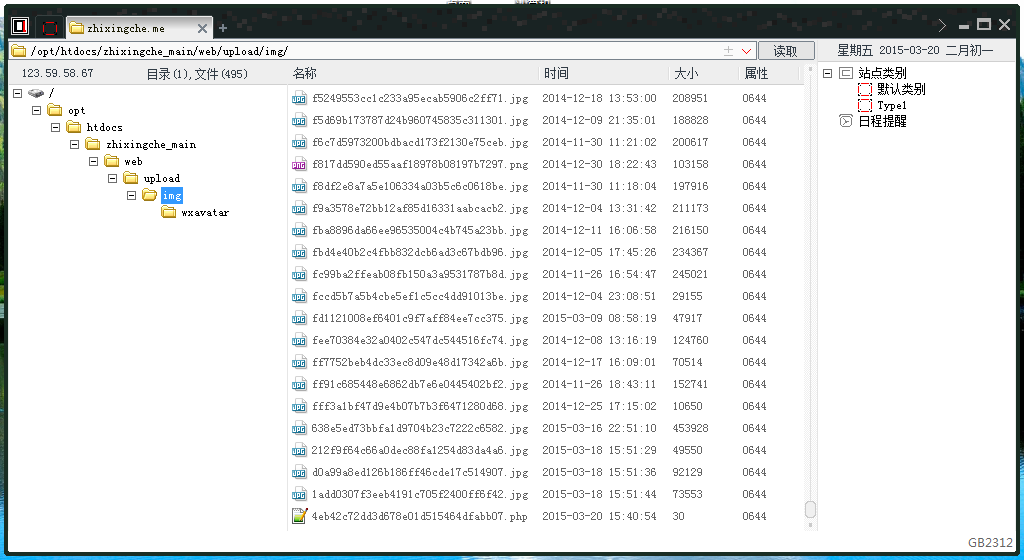 zhixingche.me
/opt/htdocs/zhixingche_main/web/upload/img/
读取
星期五 2015-03-20 二月初一
123.59.58.67 目录(1),文件(495)
名称 时间 大小 属性
/
opt
htdocs
zhixingche_main
web
upload
img
wxavatar
f5249553cc1c233a95ecab5906c2ff71.jpg 2014-12-18 13:53:00 208951 0644
f5d69b173787d24b960745835c311301.jpg 2014-12-09 21:35:01 188828 0644
f6c7d5973200bdbacd173f2130e75ceb.jpg 2014-11-30 11:21:02 200617 0644
f817dd590ed55aaf18978b08197b7297.png 2014-12-30 18:22:43 103158 0644
f8df2e8a7a5e106334a03b5c6c0618be.jpg 2014-11-30 11:18:04 197916 0644
f9a3578e72bb12af85d16331aabcacb2.jpg 2014-12-04 13:31:42 211173 0644
fba8896da66ee96535004c4b745a23bb.jpg 2014-12-11 16:06:58 216150 0644
fbd4e40b2c4fbb832dcb6ad3c67bdb96.jpg 2014-12-05 17:45:26 234367 0644
fc99ba2ffeab08fb150a3a9531787b8d.jpg 2014-11-26 16:54:47 245021 0644
fccd5b7a5b4cbe5ef1c5cc4dd91013be.jpg 2014-12-04 23:08:51 29155 0644
fd1121008ef6401c9f7aff84ee7cc375.jpg 2015-03-09 08:58:19 47917 0644
fee70384e32a0402c547dc544516fc74.jpg 2014-12-08 13:16:19 124760 0644
ff7752beb4dc33ec8d09e48d17342a6b.jpg 2014-12-17 16:09:01 70514 0644
ff91c685448e6862db7e6e0445402bf2.jpg 2014-11-26 18:43:11 152741 0644
fff3a1bf47d9e4b07b7b3f6471280d68.jpg 2014-12-25 17:15:02 10650 0644
638e5ed73bbfa1d9704b23c7222c6582.jpg 2015-03-16 22:51:10 453928 0644
212f9f64c66a0dec88fa1254d83da4a6.jpg 2015-03-18 15:51:29 49550 0644
d0a99a8ed126b186ff46cde17c514907.jpg 2015-03-18 15:51:36 92129 0644
1add0307f3eeb4191c705f2400ff6f42.jpg 2015-03-18 15:51:44 73553 0644
4eb42c72dd3d678e01d515464dfabb07.php 2015-03-20 15:40:54 30 0644
站点类别
默认类别
Type1
日程提醒
GB2312